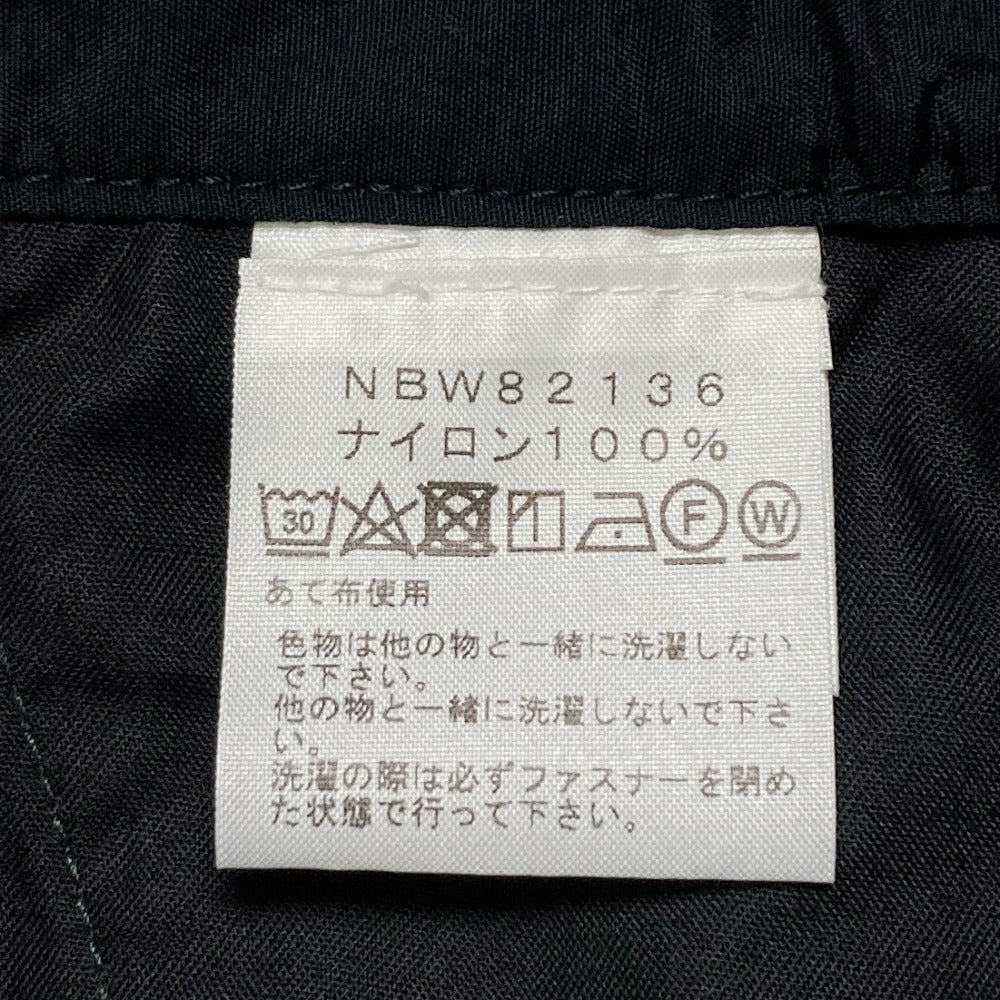 NBW82136
ナイロン100%
30 F W
あて布使用
色物は他の物と一緒に洗濯しない
で下さい。
他の物と一緒に洗濯しないで下さ
い。
洗濯の際は必ずファスナーを閉め
た状態で行って下さい。